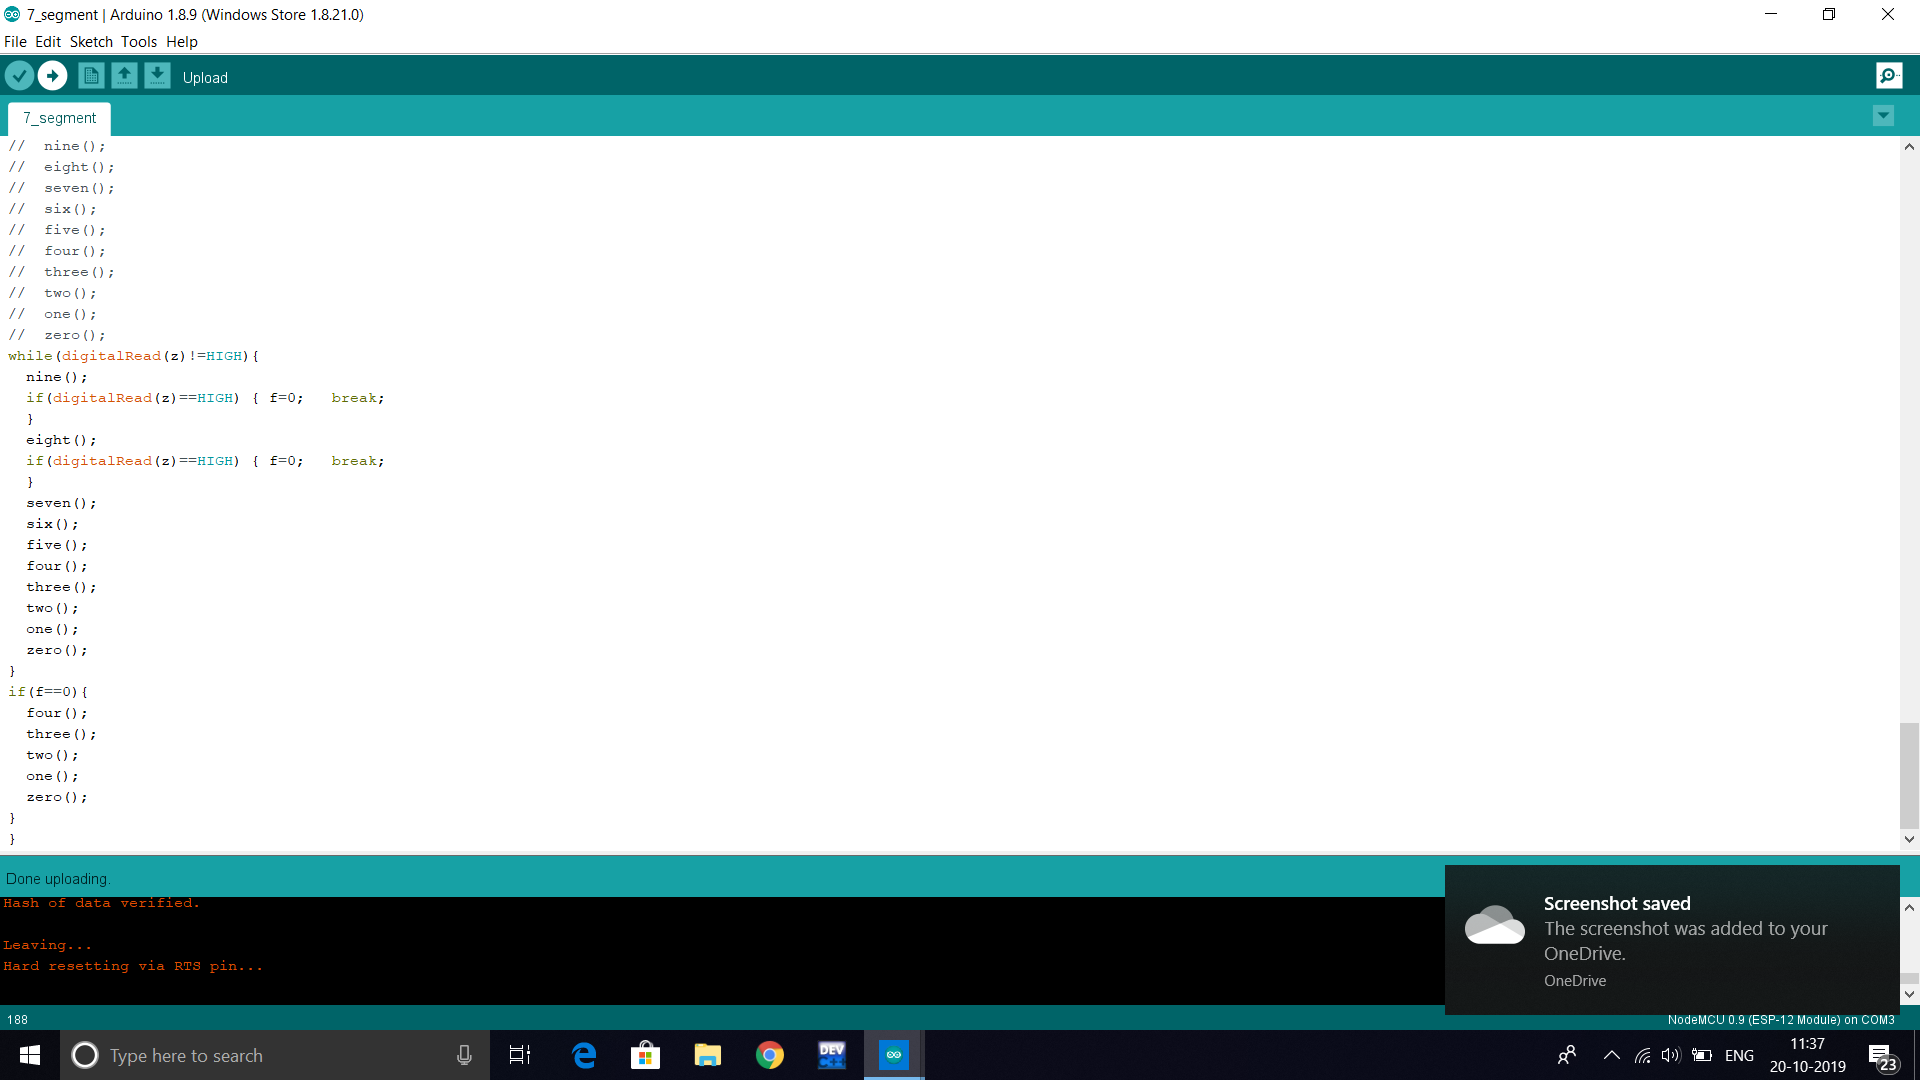 7_segment | Arduino 1.8.9 (Windows Store 1.8.21.0)
File Edit Sketch Tools Help
Upload
7_segment
//  nine();
//  eight();
//  seven();
//  six();
//  five();
//  four();
//  three();
//  two();
//  one();
//  zero();
while(digitalRead(z)!=HIGH){
  nine();
  if(digitalRead(z)==HIGH) { f=0;   break;
  }
  eight();
  if(digitalRead(z)==HIGH) { f=0;   break;
  }
  seven();
  six();
  five();
  four();
  three();
  two();
  one();
  zero();
}
if(f==0){
  four();
  three();
  two();
  one();
  zero();
}
}
Done uploading.
Hash of data verified.
Leaving...
Hard resetting via RTS pin...
Screenshot saved
The screenshot was added to your
OneDrive.
OneDrive
188
NodeMCU 0.9 (ESP-12 Module) on COM3
Type here to search
DEV
C++
ENG
11:37
20-10-2019
23